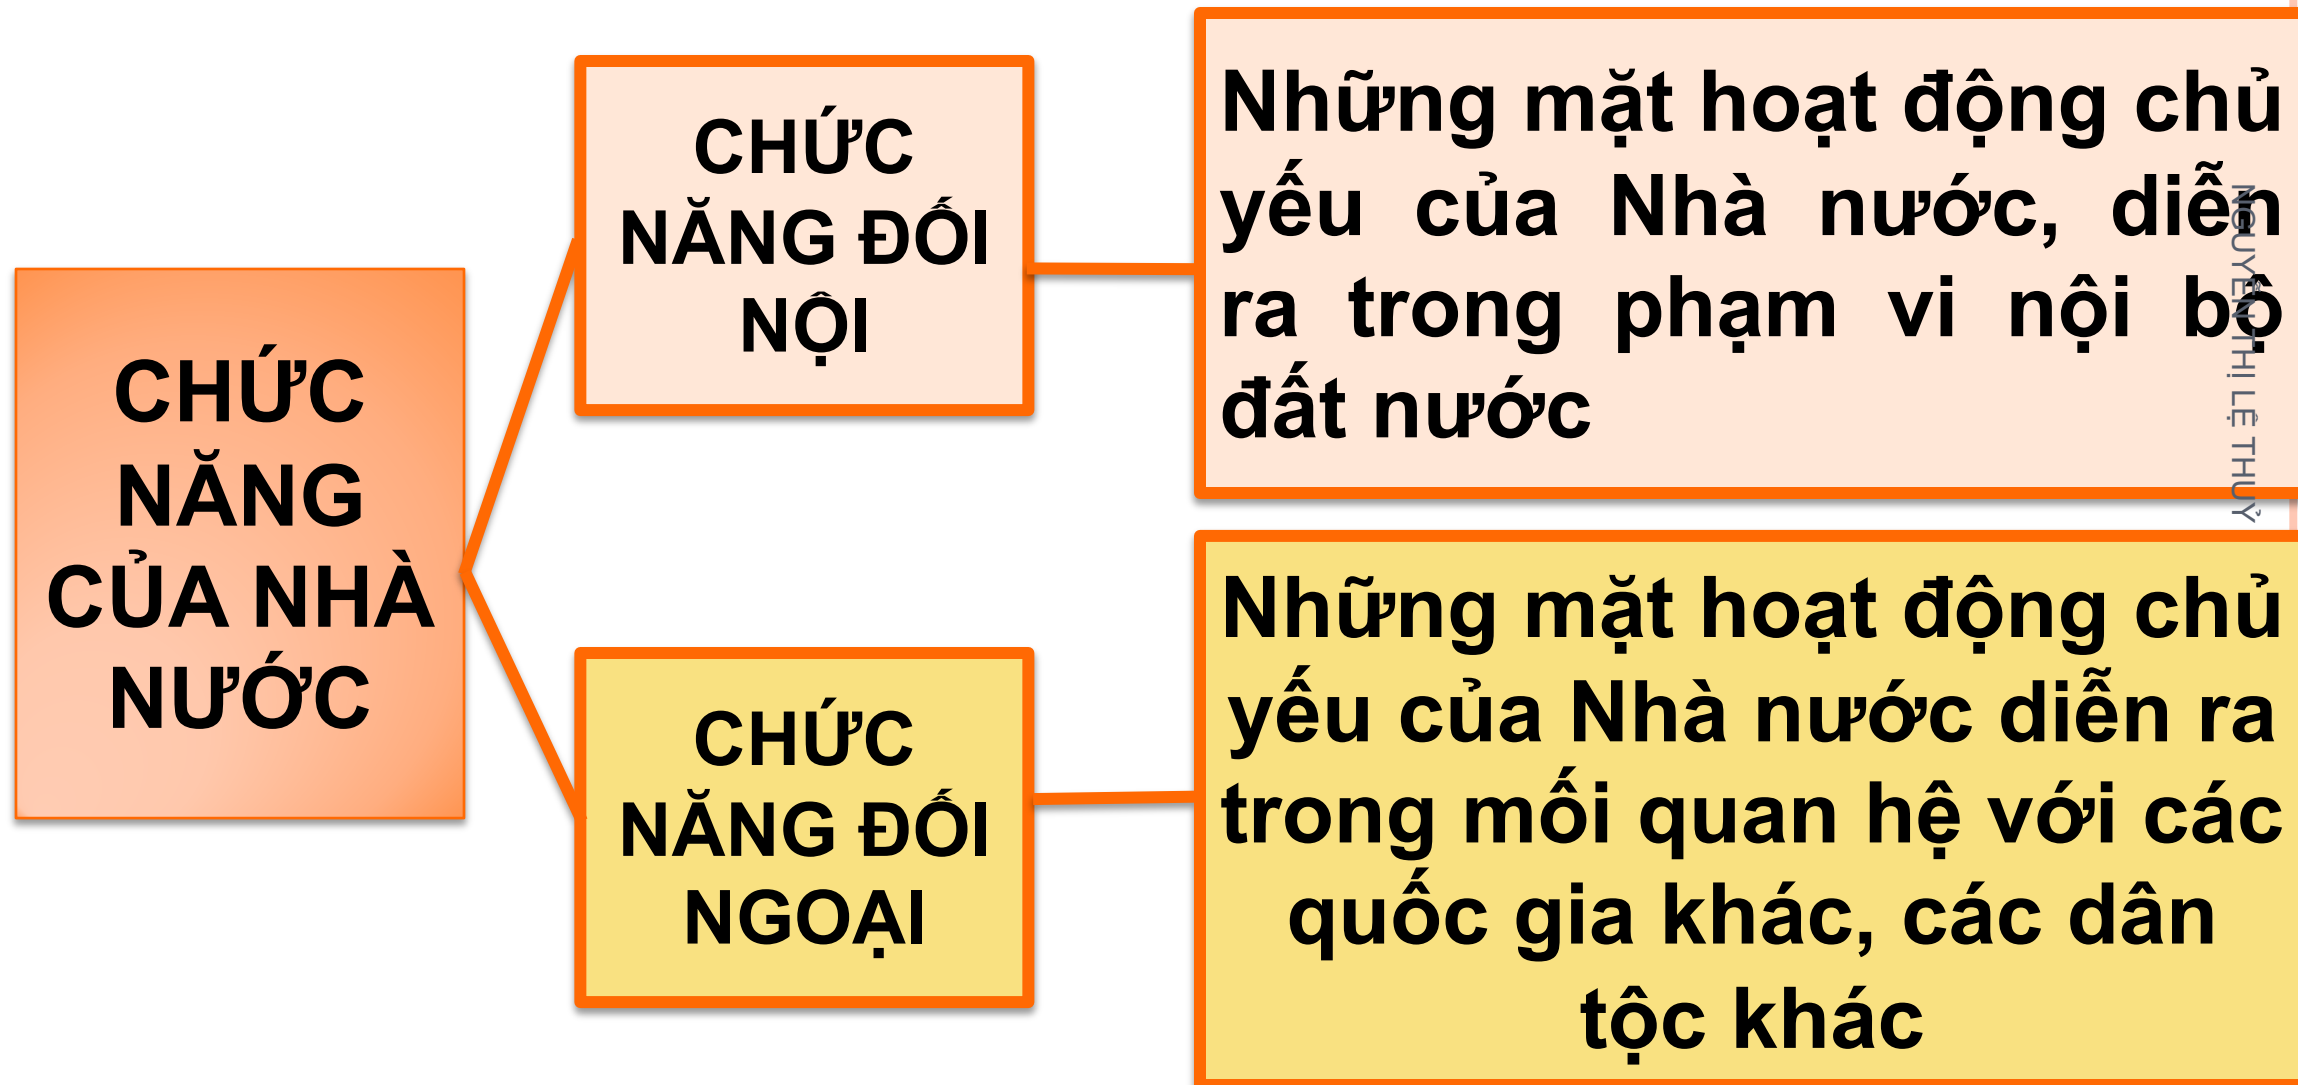 CHỨC
NĂNG
CỦA NHÀ
NƯỚC
CHỨC
NĂNG ĐỐI
NỘI
Những mặt hoạt động chủ
yếu của Nhà nước, diễn
ra trong phạm vi nội bộ
đất nước
CHỨC
NĂNG ĐỐI
NGOẠI
Những mặt hoạt động chủ
yếu của Nhà nước diễn ra
trong mối quan hệ với các
quốc gia khác, các dân
tộc khác
NGUYỄN THỊ LỆ THUỶ